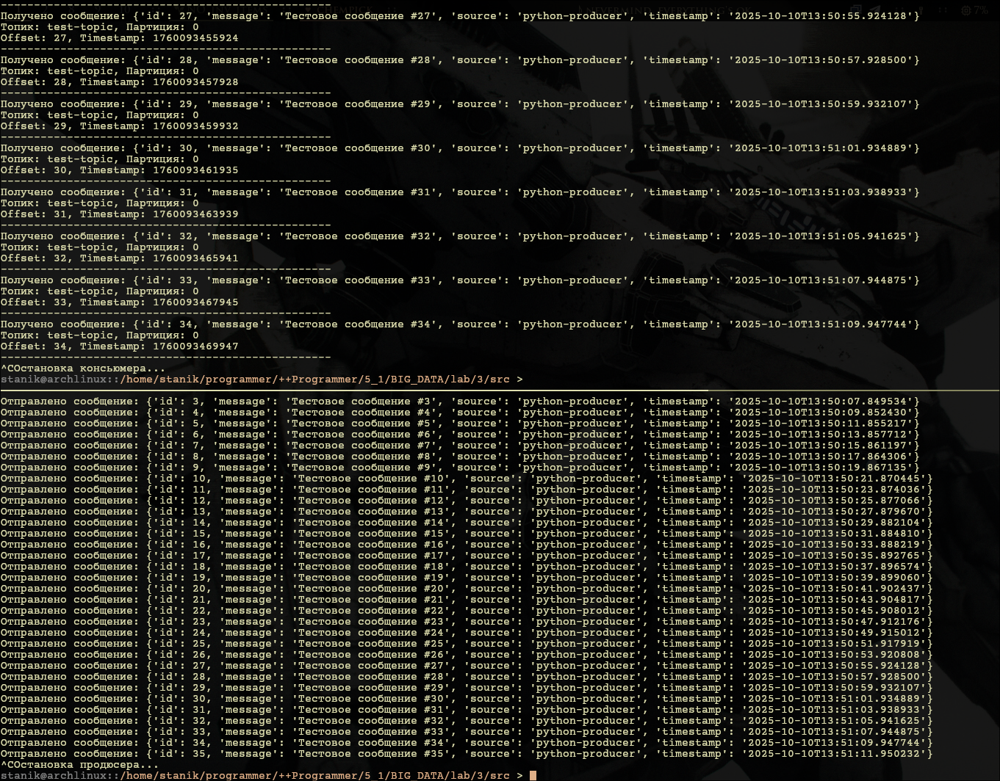 --------------------------------------------------
Получено сообщение: {'id': 27, 'message': 'Тестовое сообщение #27', 'source': 'python-producer', 'timestamp': '2025-10-10T13:50:55.924128'}
Топик: test-topic, Партиция: 0
Offset: 27, Timestamp: 1760093455924
--------------------------------------------------
Получено сообщение: {'id': 28, 'message': 'Тестовое сообщение #28', 'source': 'python-producer', 'timestamp': '2025-10-10T13:50:57.928500'}
Топик: test-topic, Партиция: 0
Offset: 28, Timestamp: 1760093457928
--------------------------------------------------
Получено сообщение: {'id': 29, 'message': 'Тестовое сообщение #29', 'source': 'python-producer', 'timestamp': '2025-10-10T13:50:59.932107'}
Топик: test-topic, Партиция: 0
Offset: 29, Timestamp: 1760093459932
--------------------------------------------------
Получено сообщение: {'id': 30, 'message': 'Тестовое сообщение #30', 'source': 'python-producer', 'timestamp': '2025-10-10T13:51:01.934889'}
Топик: test-topic, Партиция: 0
Offset: 30, Timestamp: 1760093461935
--------------------------------------------------
Получено сообщение: {'id': 31, 'message': 'Тестовое сообщение #31', 'source': 'python-producer', 'timestamp': '2025-10-10T13:51:03.938933'}
Топик: test-topic, Партиция: 0
Offset: 31, Timestamp: 1760093463939
--------------------------------------------------
Получено сообщение: {'id': 32, 'message': 'Тестовое сообщение #32', 'source': 'python-producer', 'timestamp': '2025-10-10T13:51:05.941625'}
Топик: test-topic, Партиция: 0
Offset: 32, Timestamp: 1760093465941
--------------------------------------------------
Получено сообщение: {'id': 33, 'message': 'Тестовое сообщение #33', 'source': 'python-producer', 'timestamp': '2025-10-10T13:51:07.944875'}
Топик: test-topic, Партиция: 0
Offset: 33, Timestamp: 1760093467945
--------------------------------------------------
Получено сообщение: {'id': 34, 'message': 'Тестовое сообщение #34', 'source': 'python-producer', 'timestamp': '2025-10-10T13:51:09.947744'}
Топик: test-topic, Партиция: 0
Offset: 34, Timestamp: 1760093469947
--------------------------------------------------
^CОстановка консьюмера...
stanik@archlinux::/home/stanik/programmer/++Programmer/5_1/BIG_DATA/lab/3/src >
Отправлено сообщение: {'id': 3, 'message': 'Тестовое сообщение #3', 'source': 'python-producer', 'timestamp': '2025-10-10T13:50:07.849534'}
Отправлено сообщение: {'id': 4, 'message': 'Тестовое сообщение #4', 'source': 'python-producer', 'timestamp': '2025-10-10T13:50:09.852430'}
Отправлено сообщение: {'id': 5, 'message': 'Тестовое сообщение #5', 'source': 'python-producer', 'timestamp': '2025-10-10T13:50:11.855217'}
Отправлено сообщение: {'id': 6, 'message': 'Тестовое сообщение #6', 'source': 'python-producer', 'timestamp': '2025-10-10T13:50:13.857712'}
Отправлено сообщение: {'id': 7, 'message': 'Тестовое сообщение #7', 'source': 'python-producer', 'timestamp': '2025-10-10T13:50:15.861197'}
Отправлено сообщение: {'id': 8, 'message': 'Тестовое сообщение #8', 'source': 'python-producer', 'timestamp': '2025-10-10T13:50:17.864306'}
Отправлено сообщение: {'id': 9, 'message': 'Тестовое сообщение #9', 'source': 'python-producer', 'timestamp': '2025-10-10T13:50:19.867135'}
Отправлено сообщение: {'id': 10, 'message': 'Тестовое сообщение #10', 'source': 'python-producer', 'timestamp': '2025-10-10T13:50:21.870445'}
Отправлено сообщение: {'id': 11, 'message': 'Тестовое сообщение #11', 'source': 'python-producer', 'timestamp': '2025-10-10T13:50:23.874036'}
Отправлено сообщение: {'id': 12, 'message': 'Тестовое сообщение #12', 'source': 'python-producer', 'timestamp': '2025-10-10T13:50:25.877066'}
Отправлено сообщение: {'id': 13, 'message': 'Тестовое сообщение #13', 'source': 'python-producer', 'timestamp': '2025-10-10T13:50:27.879670'}
Отправлено сообщение: {'id': 14, 'message': 'Тестовое сообщение #14', 'source': 'python-producer', 'timestamp': '2025-10-10T13:50:29.882104'}
Отправлено сообщение: {'id': 15, 'message': 'Тестовое сообщение #15', 'source': 'python-producer', 'timestamp': '2025-10-10T13:50:31.884810'}
Отправлено сообщение: {'id': 16, 'message': 'Тестовое сообщение #16', 'source': 'python-producer', 'timestamp': '2025-10-10T13:50:33.888219'}
Отправлено сообщение: {'id': 17, 'message': 'Тестовое сообщение #17', 'source': 'python-producer', 'timestamp': '2025-10-10T13:50:35.892765'}
Отправлено сообщение: {'id': 18, 'message': 'Тестовое сообщение #18', 'source': 'python-producer', 'timestamp': '2025-10-10T13:50:37.896574'}
Отправлено сообщение: {'id': 19, 'message': 'Тестовое сообщение #19', 'source': 'python-producer', 'timestamp': '2025-10-10T13:50:39.899060'}
Отправлено сообщение: {'id': 20, 'message': 'Тестовое сообщение #20', 'source': 'python-producer', 'timestamp': '2025-10-10T13:50:41.902437'}
Отправлено сообщение: {'id': 21, 'message': 'Тестовое сообщение #21', 'source': 'python-producer', 'timestamp': '2025-10-10T13:50:43.904817'}
Отправлено сообщение: {'id': 22, 'message': 'Тестовое сообщение #22', 'source': 'python-producer', 'timestamp': '2025-10-10T13:50:45.908012'}
Отправлено сообщение: {'id': 23, 'message': 'Тестовое сообщение #23', 'source': 'python-producer', 'timestamp': '2025-10-10T13:50:47.912176'}
Отправлено сообщение: {'id': 24, 'message': 'Тестовое сообщение #24', 'source': 'python-producer', 'timestamp': '2025-10-10T13:50:49.915012'}
Отправлено сообщение: {'id': 25, 'message': 'Тестовое сообщение #25', 'source': 'python-producer', 'timestamp': '2025-10-10T13:50:51.917919'}
Отправлено сообщение: {'id': 26, 'message': 'Тестовое сообщение #26', 'source': 'python-producer', 'timestamp': '2025-10-10T13:50:53.920808'}
Отправлено сообщение: {'id': 27, 'message': 'Тестовое сообщение #27', 'source': 'python-producer', 'timestamp': '2025-10-10T13:50:55.924128'}
Отправлено сообщение: {'id': 28, 'message': 'Тестовое сообщение #28', 'source': 'python-producer', 'timestamp': '2025-10-10T13:50:57.928500'}
Отправлено сообщение: {'id': 29, 'message': 'Тестовое сообщение #29', 'source': 'python-producer', 'timestamp': '2025-10-10T13:50:59.932107'}
Отправлено сообщение: {'id': 30, 'message': 'Тестовое сообщение #30', 'source': 'python-producer', 'timestamp': '2025-10-10T13:51:01.934889'}
Отправлено сообщение: {'id': 31, 'message': 'Тестовое сообщение #31', 'source': 'python-producer', 'timestamp': '2025-10-10T13:51:03.938933'}
Отправлено сообщение: {'id': 32, 'message': 'Тестовое сообщение #32', 'source': 'python-producer', 'timestamp': '2025-10-10T13:51:05.941625'}
Отправлено сообщение: {'id': 33, 'message': 'Тестовое сообщение #33', 'source': 'python-producer', 'timestamp': '2025-10-10T13:51:07.944875'}
Отправлено сообщение: {'id': 34, 'message': 'Тестовое сообщение #34', 'source': 'python-producer', 'timestamp': '2025-10-10T13:51:09.947744'}
Отправлено сообщение: {'id': 35, 'message': 'Тестовое сообщение #35', 'source': 'python-producer', 'timestamp': '2025-10-10T13:51:11.950232'}
^CОстановка продюсера...
stanik@archlinux::/home/stanik/programmer/++Programmer/5_1/BIG_DATA/lab/3/src >